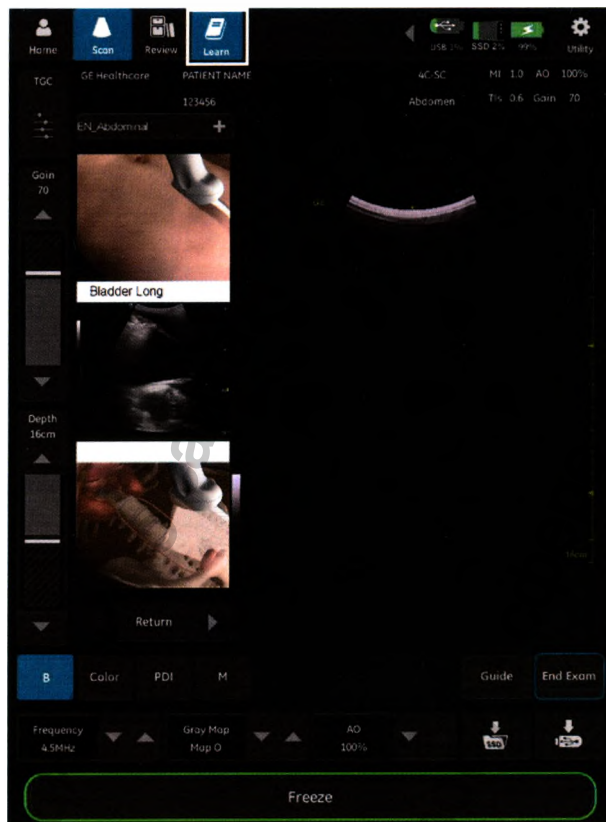 Home
Scan
Review
Learn
USB 1%
SSD 2%
99%
Utility
TGC
GE Healthcare
PATIENT NAME
123456
4C-SC
Abdomen
MI 1.0 AO 100%
TIs 0.6 Gain 70
EN_Abdominal +
Gain
70
Bladder Long
Depth
16cm
16cm
Return
B
Color
PDI
M
Guide
End Exam
Frequency
4.5MHz
Gray Map
Map 0
AO
100%
SSD
Freeze